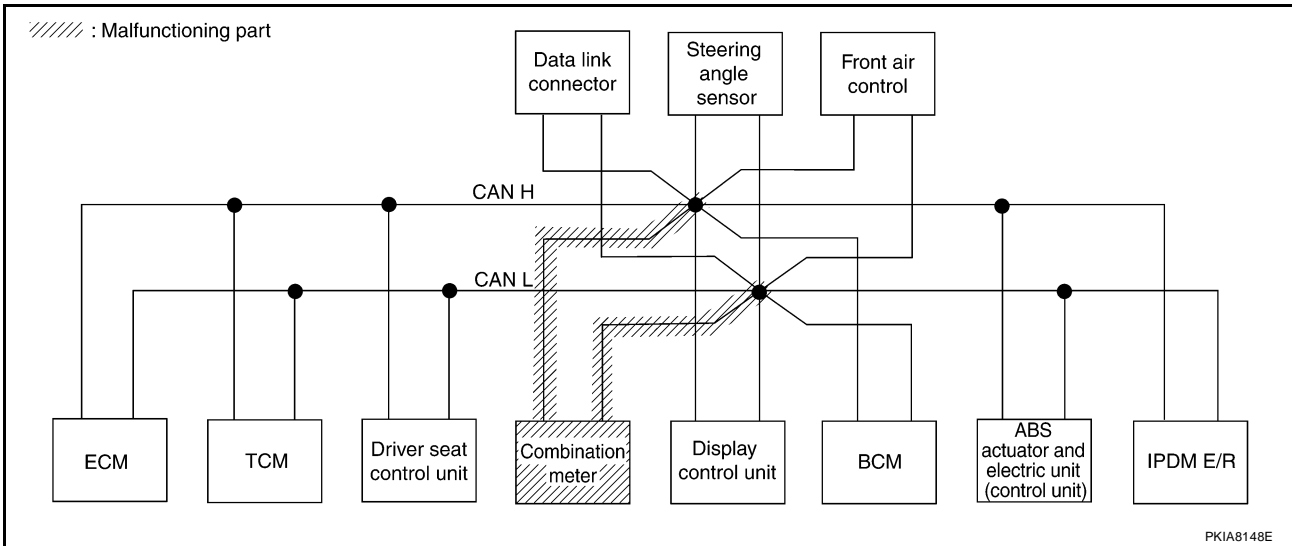 : Malfunctioning part
Data link
connector
Steering
angle
sensor
Front air
control
CAN H
CAN L
ECM
TCM
Driver seat
control unit
Combination
meter
Display
control unit
BCM
ABS
actuator and
electric unit
(control unit)
IPDM E/R
PKIA8148E